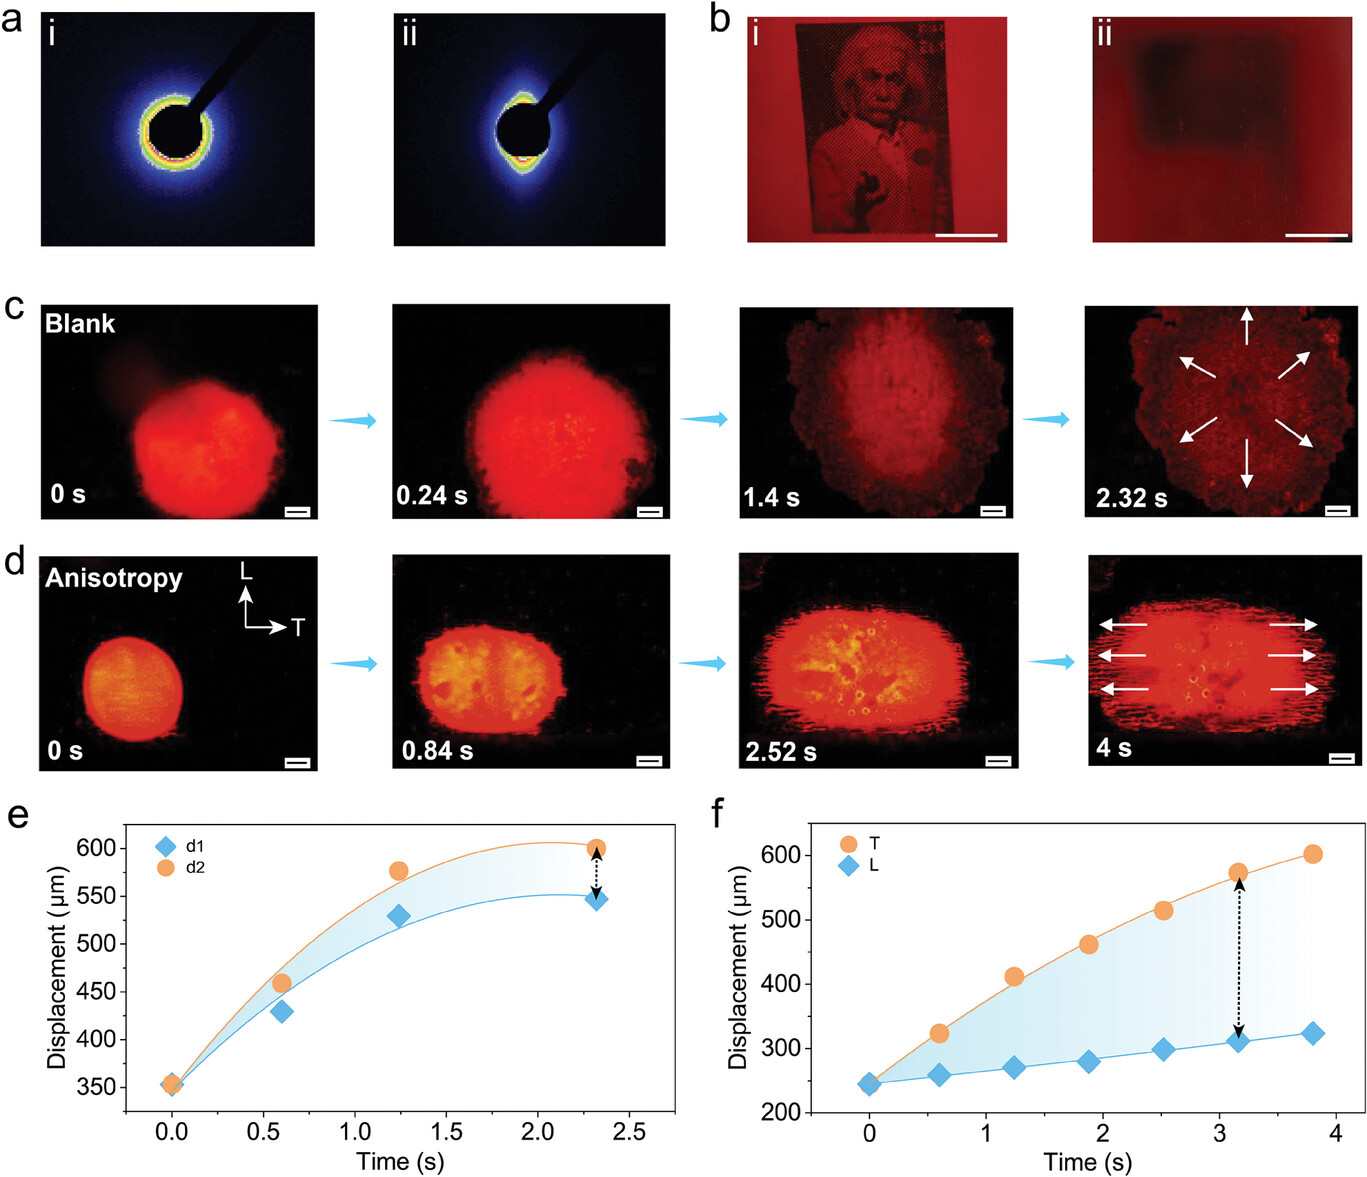 a
i
ii
b
i
ii
c
Blank
0 s
0.24 s
1.4 s
2.32 s
d
Anisotropy
L
T
0 s
0.84 s
2.52 s
4 s
e
d1
d2
600
550
500
450
400
350
0.0 0.5 1.0 1.5 2.0 2.5
Displacement (μm)
Time (s)
f
T
L
600
500
400
300
200
0 1 2 3 4
Displacement (μm)
Time (s)